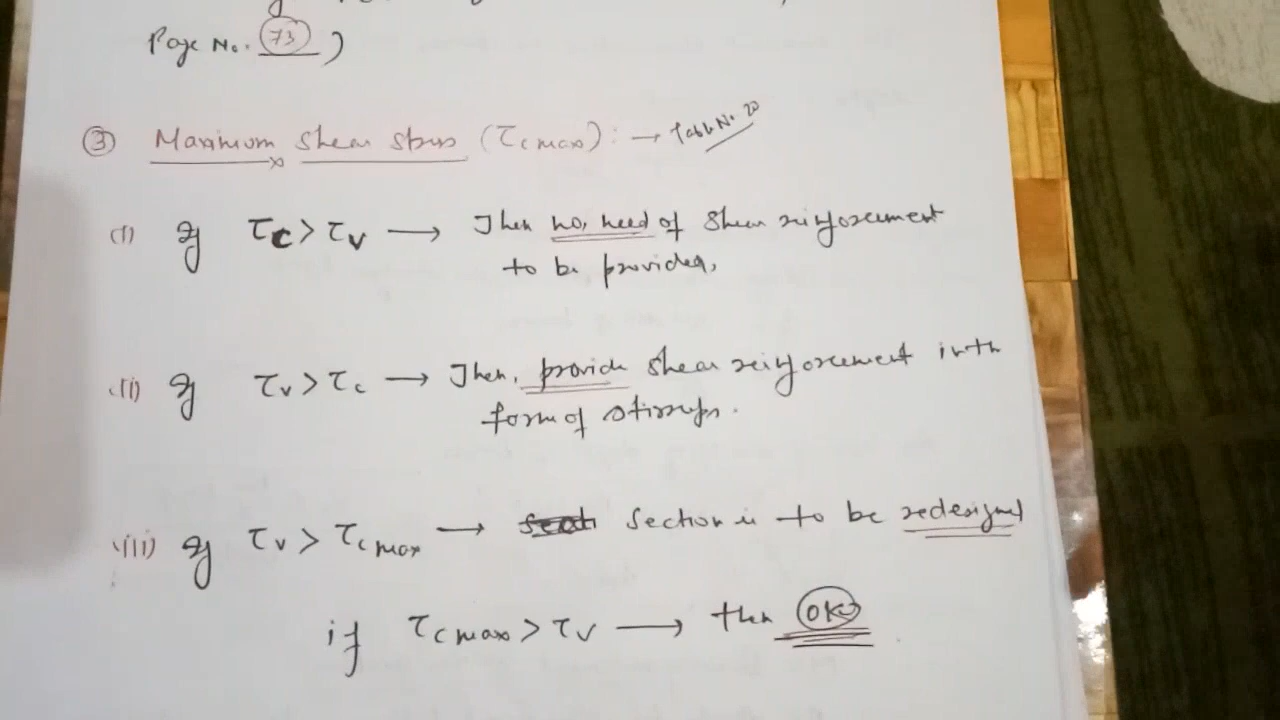 Page No. 73)
③ Maximum Shear stress (τc max): → Table No. 20
(i) If τc > τv → Then no, need of Shear reinforcement
to be provided,
(ii) If τv > τc → Then, provide shear reinforcement in th
form of stirrups.
(iii) If τv > τc max → Section is to be redesigned
if τc max > τv → then OK